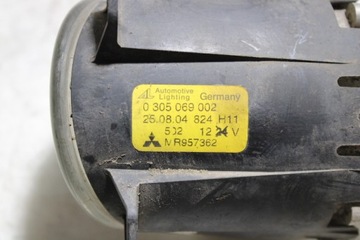 Automotive
Lighting Germany
0 305 069 002
25.08.04 824 H11
502 12 V
MR957362